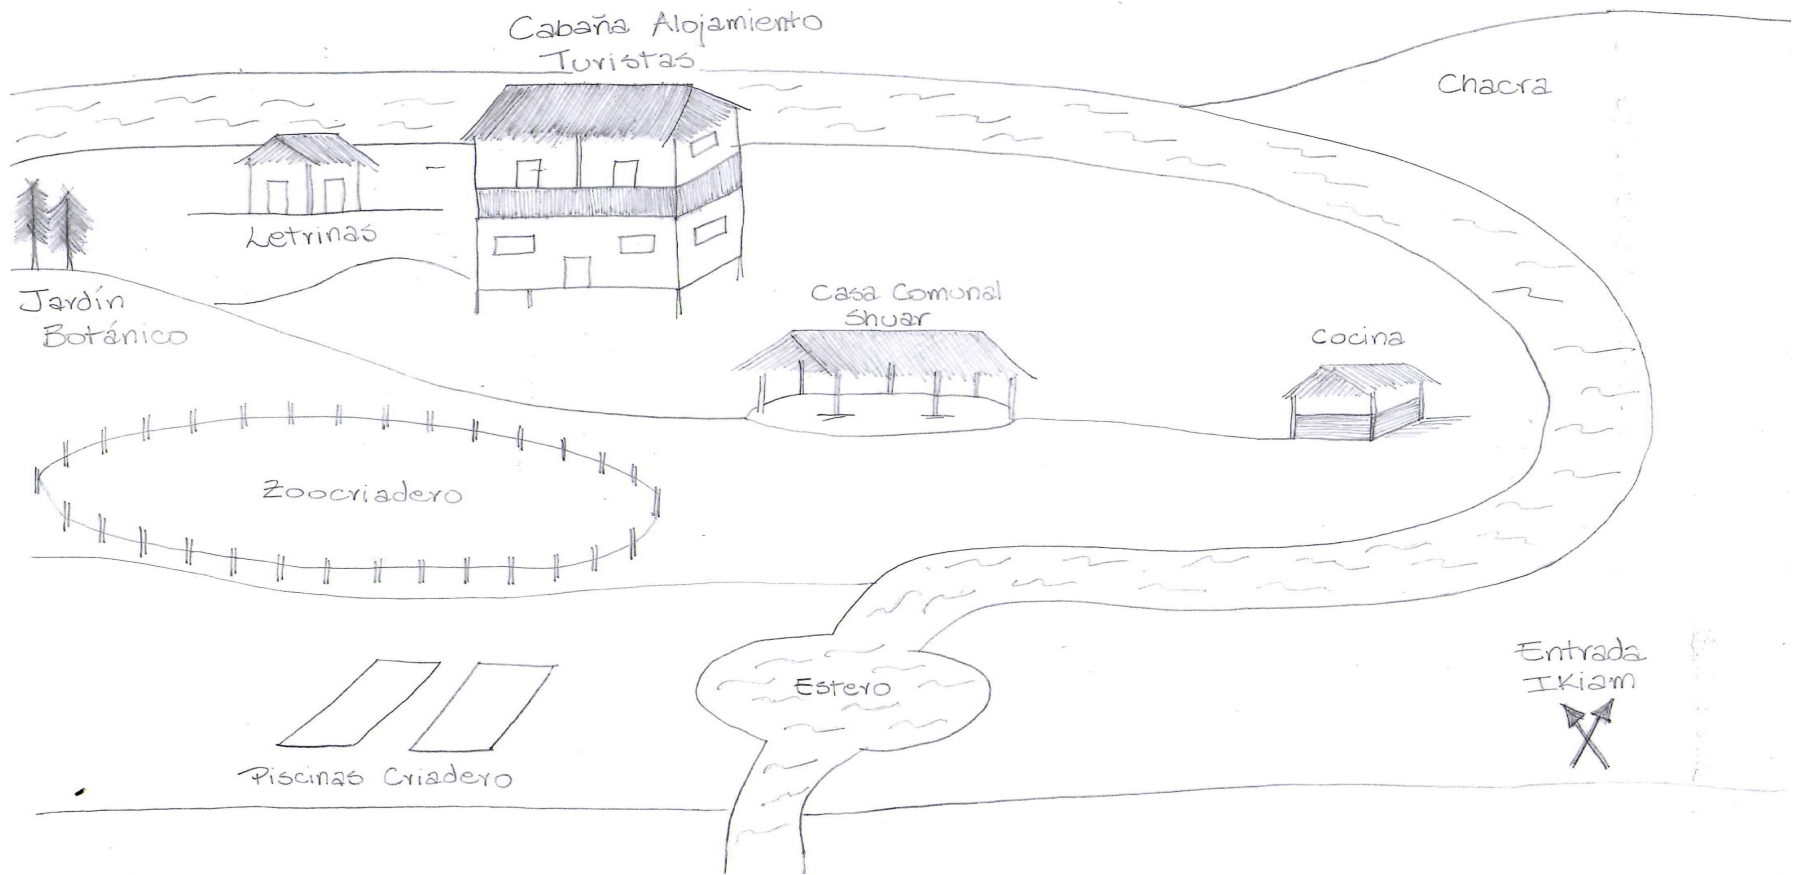 Cabaña Alojamiento
Turistas
Chacra
Letrinas
Jardín
Botánico
Casa Comunal
Shuar
Cocina
Zoocriadero
Estero
Entrada
Ikiam
Piscinas Criadero